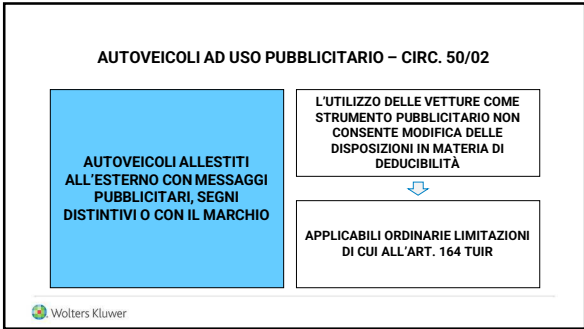 AUTOVEICOLI AD USO PUBBLICITARIO – CIRC. 50/02
AUTOVEICOLI ALLESTITI
ALL'ESTERNO CON MESSAGGI
PUBBLICITARI, SEGNI
DISTINTIVI O CON IL MARCHIO
L'UTILIZZO DELLE VETTURE COME
STRUMENTO PUBBLICITARIO NON
CONSENTE MODIFICA DELLE
DISPOSIZIONI IN MATERIA DI
DEDUCIBILITÀ
APPLICABILI ORDINARIE LIMITAZIONI
DI CUI ALL'ART. 164 TUIR
Wolters Kluwer